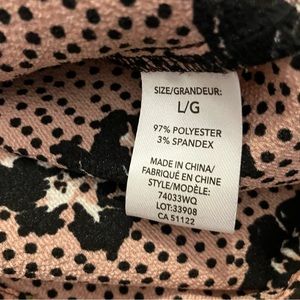 SIZE/GRANDEUR:
L/G
97% POLYESTER
3% SPANDEX
MADE IN CHINA/
FABRIQUÉ EN CHINE
STYLE/MODÈLE:
74033WQ
LOT:33908
CA 51122